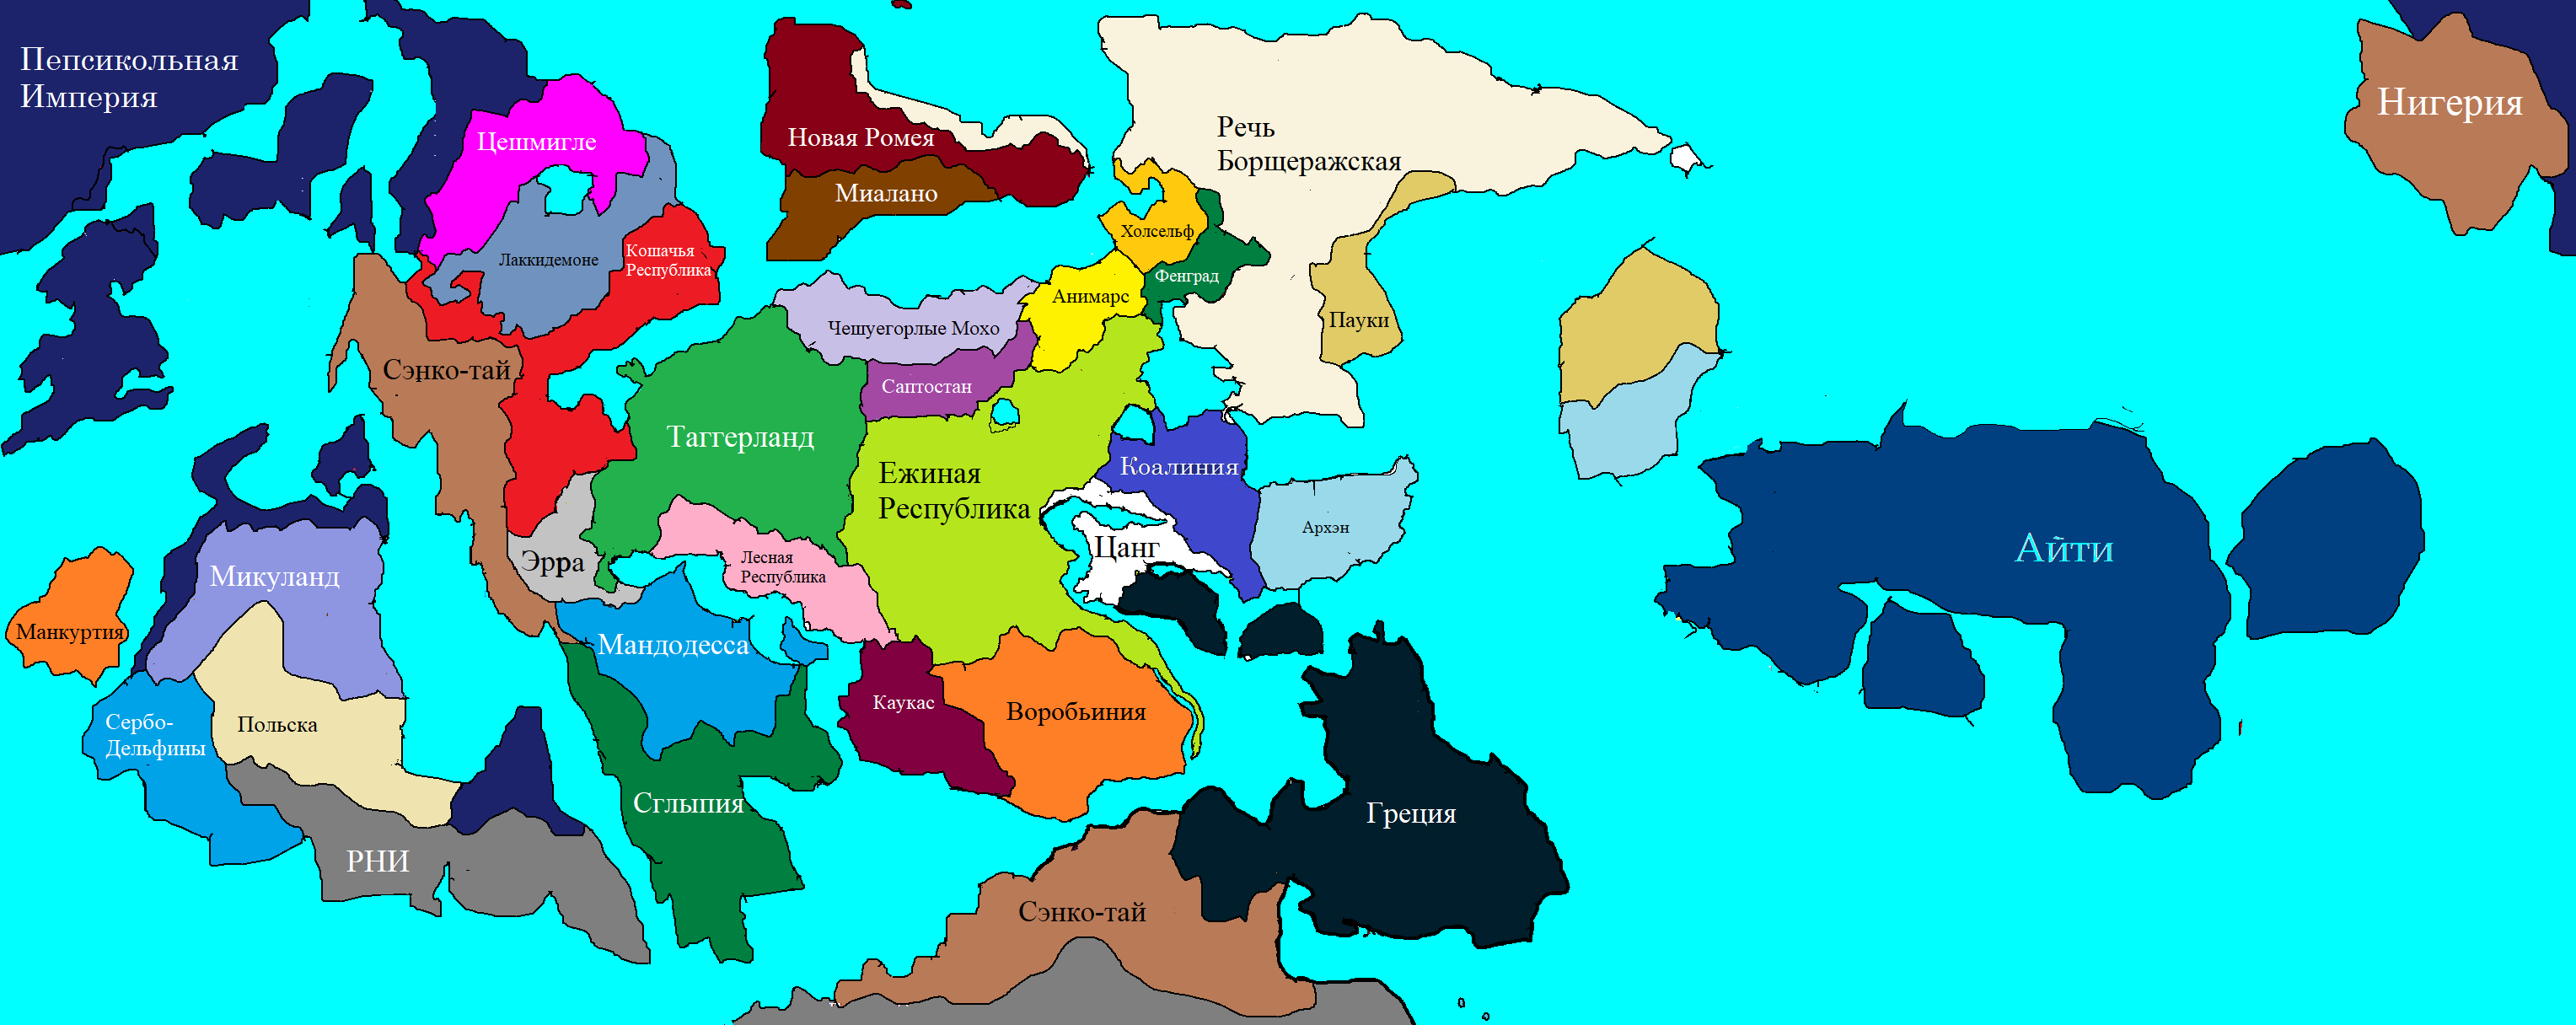 Пепсикольная
Империя
Нигерия
Цешмигле
Новая Ромея
Миалано
Речь
Борщеражская
Холсельф
Кошачья
Республика
Лаккидемоне
Фенград
Анимарс
Чешуегорлые Мохо
Пауки
Сэнко-тай
Саптостан
Таггерланд
Ежиная
Республика
Коалиния
Архэн
Цанг
Айти
Эрра
Лесная
Республика
Микуланд
Манкуртия
Мандодесса
Каукас
Воробьиния
Сербо-
Дельфины
Польска
Сглыпия
Греция
РНИ
Сэнко-тай